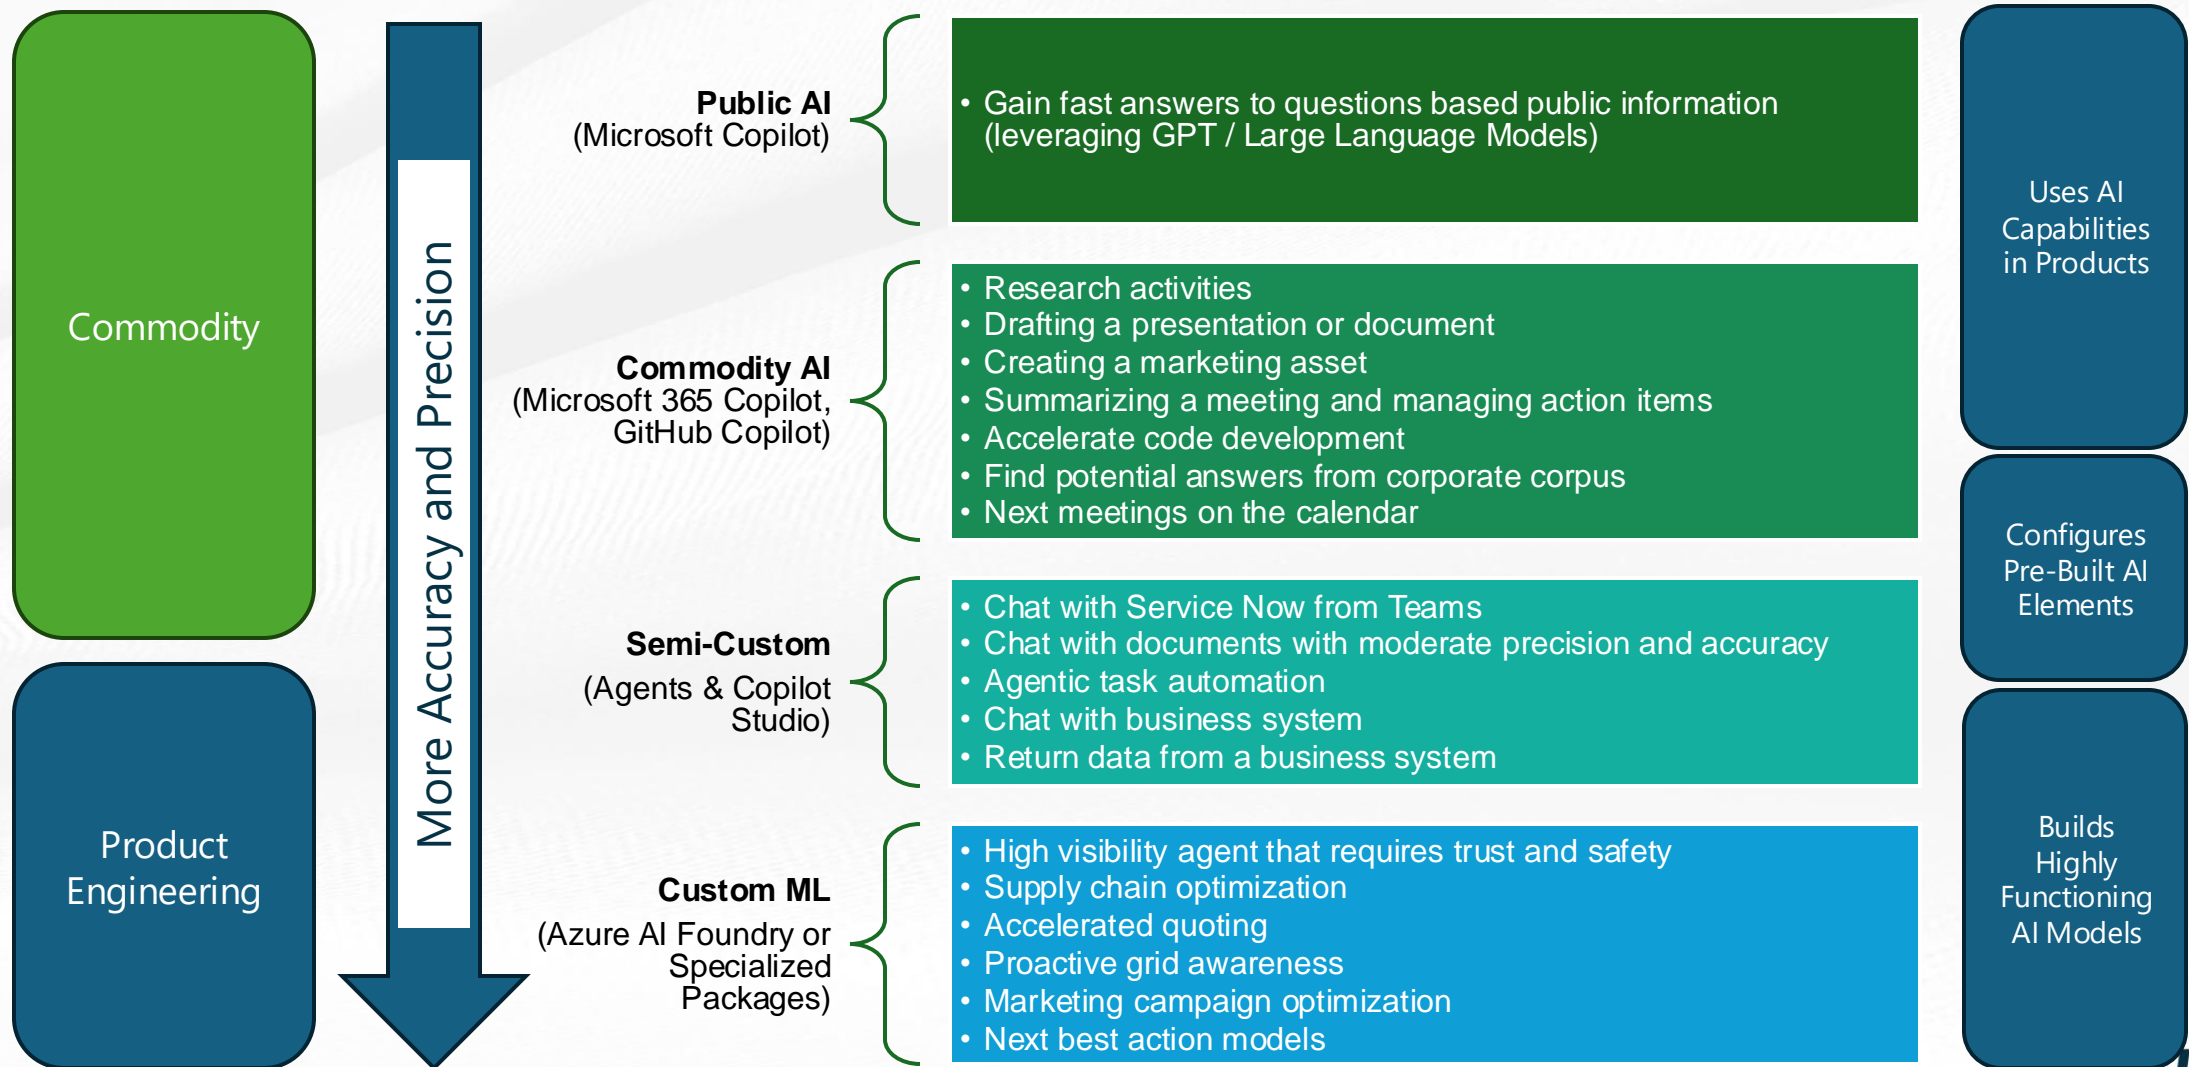 Commodity
Product
Engineering
More Accuracy and Precision
Public AI
(Microsoft Copilot)
• Gain fast answers to questions based public information
(leveraging GPT / Large Language Models)
Commodity AI
(Microsoft 365 Copilot,
GitHub Copilot)
• Research activities
• Drafting a presentation or document
• Creating a marketing asset
• Summarizing a meeting and managing action items
• Accelerate code development
• Find potential answers from corporate corpus
• Next meetings on the calendar
Semi-Custom
(Agents & Copilot
Studio)
• Chat with Service Now from Teams
• Chat with documents with moderate precision and accuracy
• Agentic task automation
• Chat with business system
• Return data from a business system
Custom ML
(Azure AI Foundry or
Specialized
Packages)
• High visibility agent that requires trust and safety
• Supply chain optimization
• Accelerated quoting
• Proactive grid awareness
• Marketing campaign optimization
• Next best action models
Uses AI
Capabilities
in Products
Configures
Pre-Built AI
Elements
Builds
Highly
Functioning
AI Models